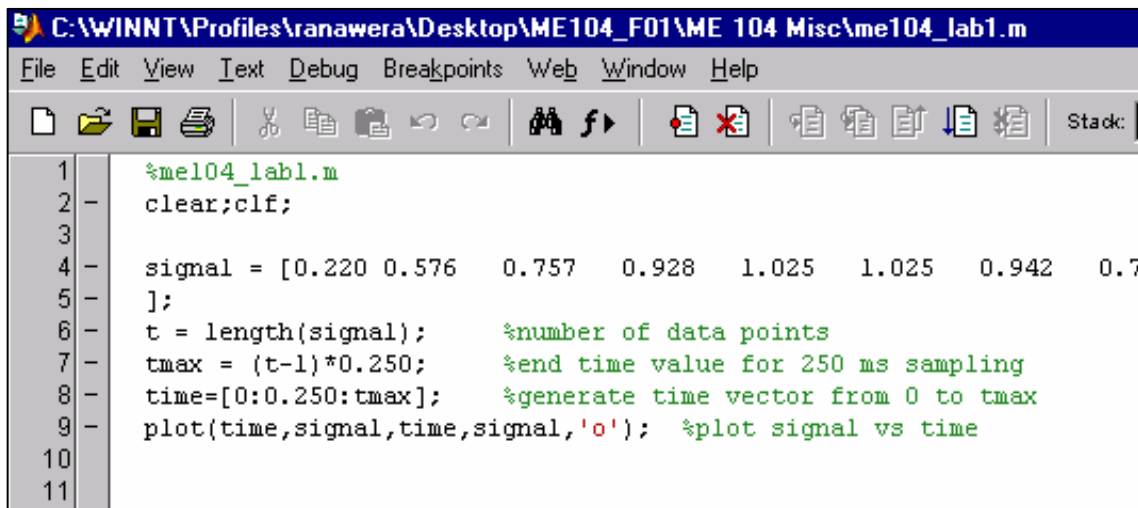 C:\WINNT\Profiles\ranawera\Desktop\ME104_F01\ME 104 Misc\me104_lab1.m
File Edit View Text Debug Breakpoints Web Window Help
Stack:
1 %me104_lab1.m
2 - clear;clf;
3
4 - signal = [0.220 0.576 0.757 0.928 1.025 1.025 0.942 0.7
5 - ];
6 - t = length(signal); %number of data points
7 - tmax = (t-1)*0.250; %end time value for 250 ms sampling
8 - time=[0:0.250:tmax]; %generate time vector from 0 to tmax
9 - plot(time,signal,time,signal,'o'); %plot signal vs time
10
11